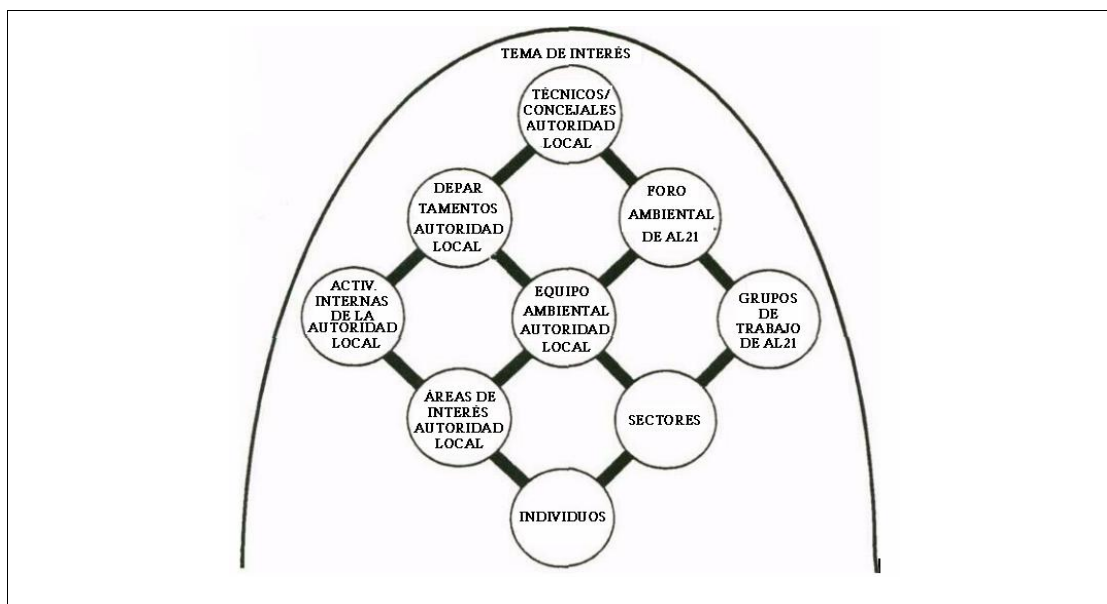 TEMA DE INTERÉS
TÉCNICOS/
CONCEJALES
AUTORIDAD
LOCAL
DEPAR
TAMENTOS
AUTORIDAD
LOCAL
FORO
AMBIENTAL
DE AL21
ACTIV.
INTERNAS
DE LA
AUTORIDAD
LOCAL
EQUIPO
AMBIENTAL
AUTORIDAD
LOCAL
GRUPOS
DE
TRABAJO
DE AL21
ÁREAS DE
INTERÉS
AUTORIDAD
LOCAL
SECTORES
INDIVIDUOS